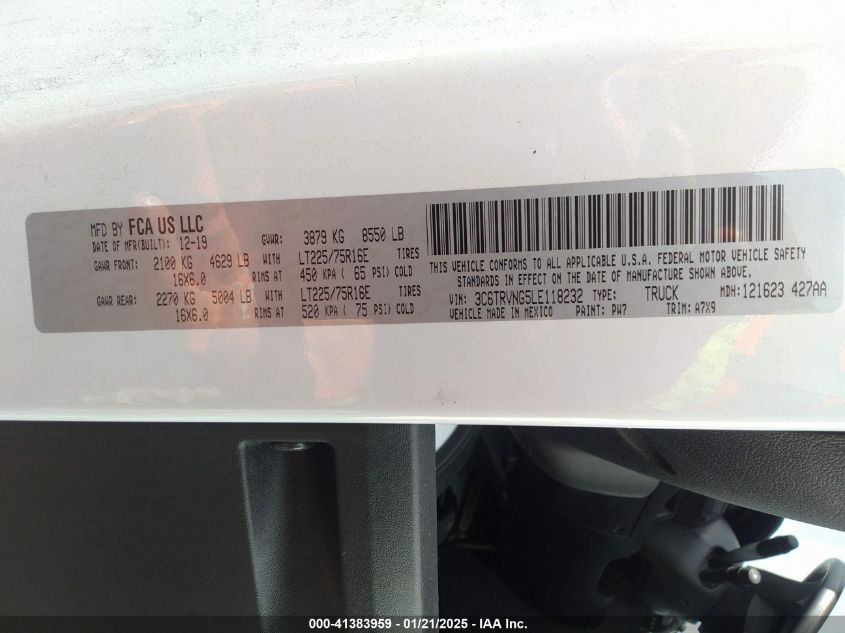 MFD BY FCA US LLC
DATE OF MFR(BUILT): 12-19 GVWR: 3879 KG 8550 LB
GAWR FRONT: 2100 KG 4629 LB WITH LT225/75R16E TIRES
16X6.0 RIMS AT 450 KPA ( 65 PSI) COLD
GAWR REAR: 2270 KG 5004 LB WITH LT225/75R16E TIRES
16X6.0 RIMS AT 520 KPA ( 75 PSI) COLD
THIS VEHICLE CONFORMS TO ALL APPLICABLE U.S.A. FEDERAL MOTOR VEHICLE SAFETY
STANDARDS IN EFFECT ON THE DATE OF MANUFACTURE SHOWN ABOVE.
VIN: 3C6TRVNG5LE118232 TYPE: TRUCK MDH: 121623 427AA
VEHICLE MADE IN MEXICO PAINT: PW7 TRIM: A7X9
000-41383959 - 01/21/2025 - IAA Inc.